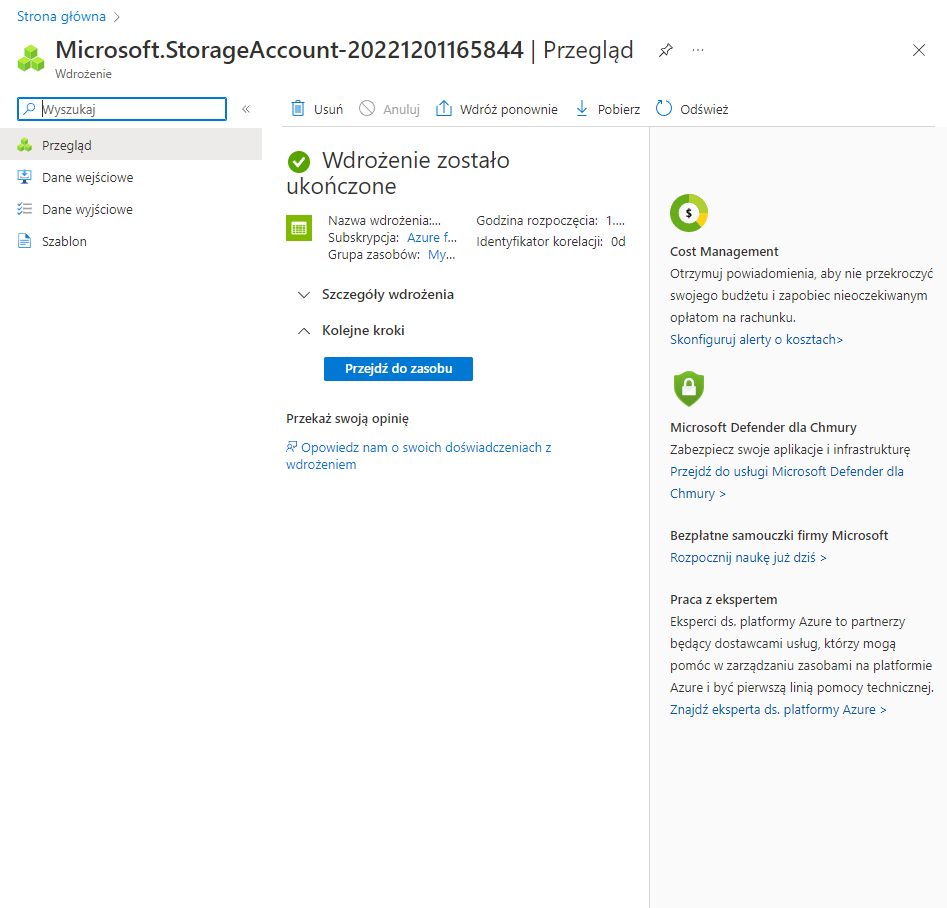 Strona główna
Microsoft.StorageAccount-20221201165844 | Przegląd
Wdrożenie
Wyszukaj
Przegląd
Dane wejściowe
Dane wyjściowe
Szablon
Usuń Anuluj Wdróż ponownie Pobierz Odśwież
Wdrożenie zostało
ukończone
Nazwa wdrożenia:...
Subskrypcja: Azure f...
Grupa zasobów: My...
Godzina rozpoczęcia: 1....
Identyfikator korelacji: 0d
Szczegóły wdrożenia
Kolejne kroki
Przejdź do zasobu
Przekaż swoją opinię
Opowiedz nam o swoich doświadczeniach z
wdrożeniem
$
Cost Management
Otrzymuj powiadomienia, aby nie przekroczyć
swojego budżetu i zapobiec nieoczekiwanym
opłatom na rachunku.
Skonfiguruj alerty o kosztach>
Microsoft Defender dla Chmury
Zabezpiecz swoje aplikacje i infrastrukturę
Przejdź do usługi Microsoft Defender dla
Chmury >
Bezpłatne samouczki firmy Microsoft
Rozpocznij naukę już dziś >
Praca z ekspertem
Eksperci ds. platformy Azure to partnerzy
będący dostawcami usług, którzy mogą
pomóc w zarządzaniu zasobami na platformie
Azure i być pierwszą linią pomocy technicznej.
Znajdź eksperta ds. platformy Azure >